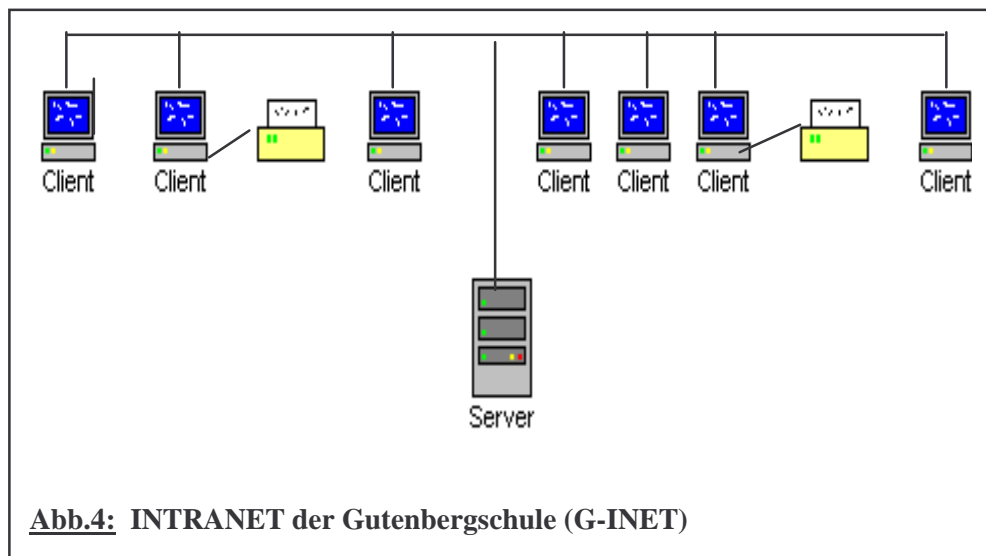 Client Client Client Client Client Client Client
Server
Abb.4: INTRANET der Gutenbergschule (G-INET)